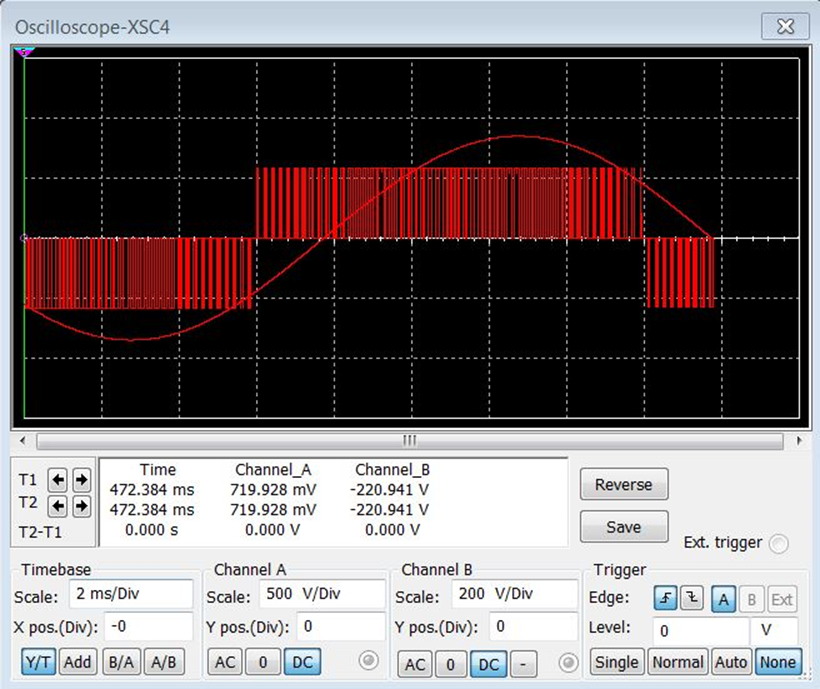 Oscilloscope-XSC4
T1
T2
T2-T1
Time Channel_A Channel_B
472.384 ms 719.928 mV -220.941 V
472.384 ms 719.928 mV -220.941 V
0.000 s 0.000 V 0.000 V
Reverse
Save
Ext. trigger
Timebase
Scale: 2 ms/Div
X pos.(Div): -0
Y/T Add B/A A/B
Channel A
Scale: 500 V/Div
Y pos.(Div): 0
AC 0 DC
Channel B
Scale: 200 V/Div
Y pos.(Div): 0
AC 0 DC -
Trigger
Edge: A B Ext
Level: 0 V
Single Normal Auto None